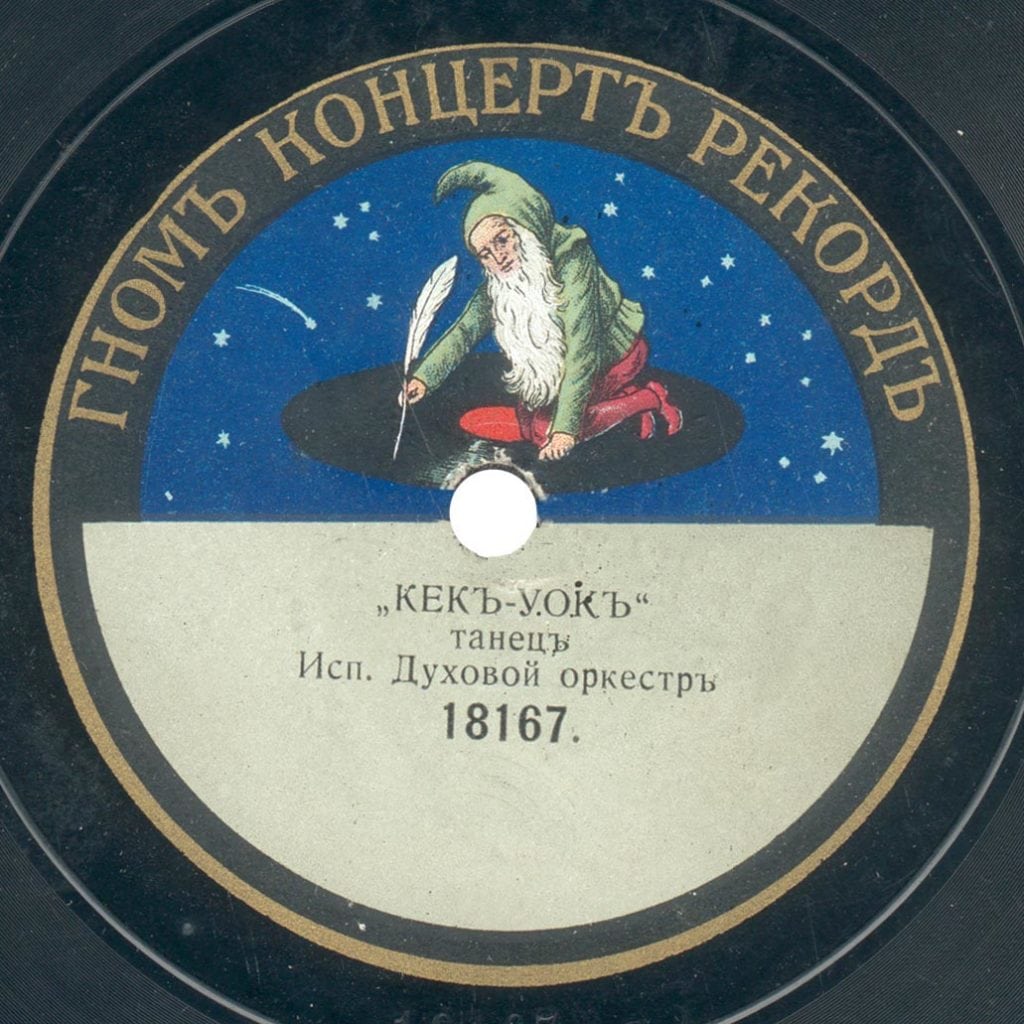 ГНОМЪ КОНЦЕРТЪ РЕКОРДЪ
„КЕКЪ-УОКЪ“
танецъ
Исп. Духовой оркестръ
18167.